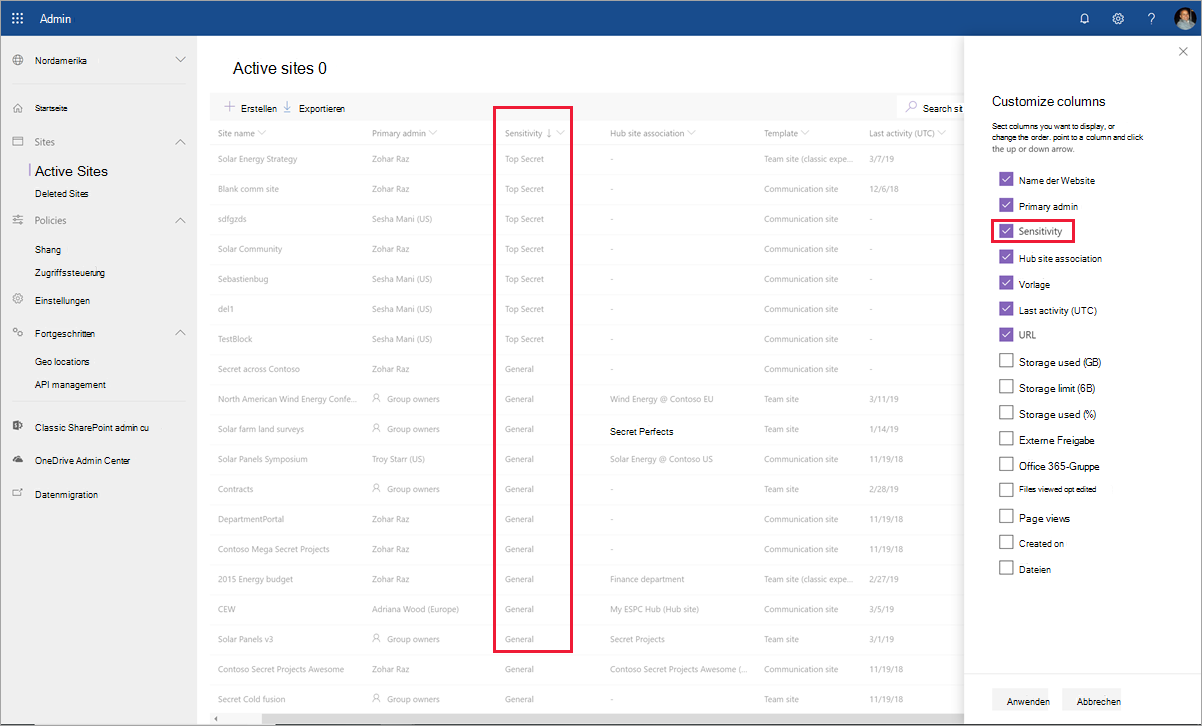 Admin
Nordamerika
Startseite
Sites
Active Sites
Deleted Sites
Policies
Shang
Zugriffssteuerung
Einstellungen
Fortgeschritten
Geo locations
API management
Classic SharePoint admin cu
OneDrive Admin Center
Datenmigration
Active sites 0
Erstellen Exportieren Search sit
Site name Primary admin Sensitivity ↓ Hub site association Template Last activity (UTC)
Solar Energy Strategy Zohar Raz Top Secret - Team site (classic expe... 3/7/19
Blank comm site Zohar Raz Top Secret - Communication site 12/6/18
sdfgzds Sesha Mani (US) Top Secret - Communication site -
Solar Community Zohar Raz Top Secret - Communication site -
Sebastienbug Sesha Mani (US) Top Secret - Communication site -
del1 Sesha Mani (US) Top Secret - Communication site -
TestBlock Sesha Mani (US) Top Secret - Communication site -
Secret across Contoso Zohar Raz General - Communication site -
North American Wind Energy Confe... Group owners General Wind Energy @ Contoso EU Team site 3/11/19
Solar farm land surveys Group owners General Secret Perfects Team site 1/14/19
Solar Panels Symposium Troy Starr (US) General Solar Energy @ Contoso US Communication site 11/19/18
Contracts Group owners General - Team site 2/28/19
DepartmentPortal Zohar Raz General - Communication site 11/19/18
Contoso Mega Secret Projects Zohar Raz General - Communication site 11/19/18
2015 Energy budget Zohar Raz General Finance department Team site (classic expe... 2/27/19
CEW Adriana Wood (Europe) General My ESPC Hub (Hub site) Communication site 3/5/19
Solar Panels v3 Group owners General Secret Projects Team site 3/1/19
Contoso Secret Projects Awesome Zohar Raz General Contoso Secret Projects Awesome (... Communication site 11/19/18
Secret Cold fusion Group owners General - Team site 11/19/18
Customize columns
Sect columns you want to display, or
change the order. point to a column and click
the up or down arrow.
Name der Website
Primary admin
Sensitivity
Hub site association
Vorlage
Last activity (UTC)
URL
Storage used (GB)
Storage limit (6B)
Storage used (%)
Externe Freigabe
Office 365-Gruppe
Files viewed opt edited
Page views
Created on
Dateien
Anwenden Abbrechen